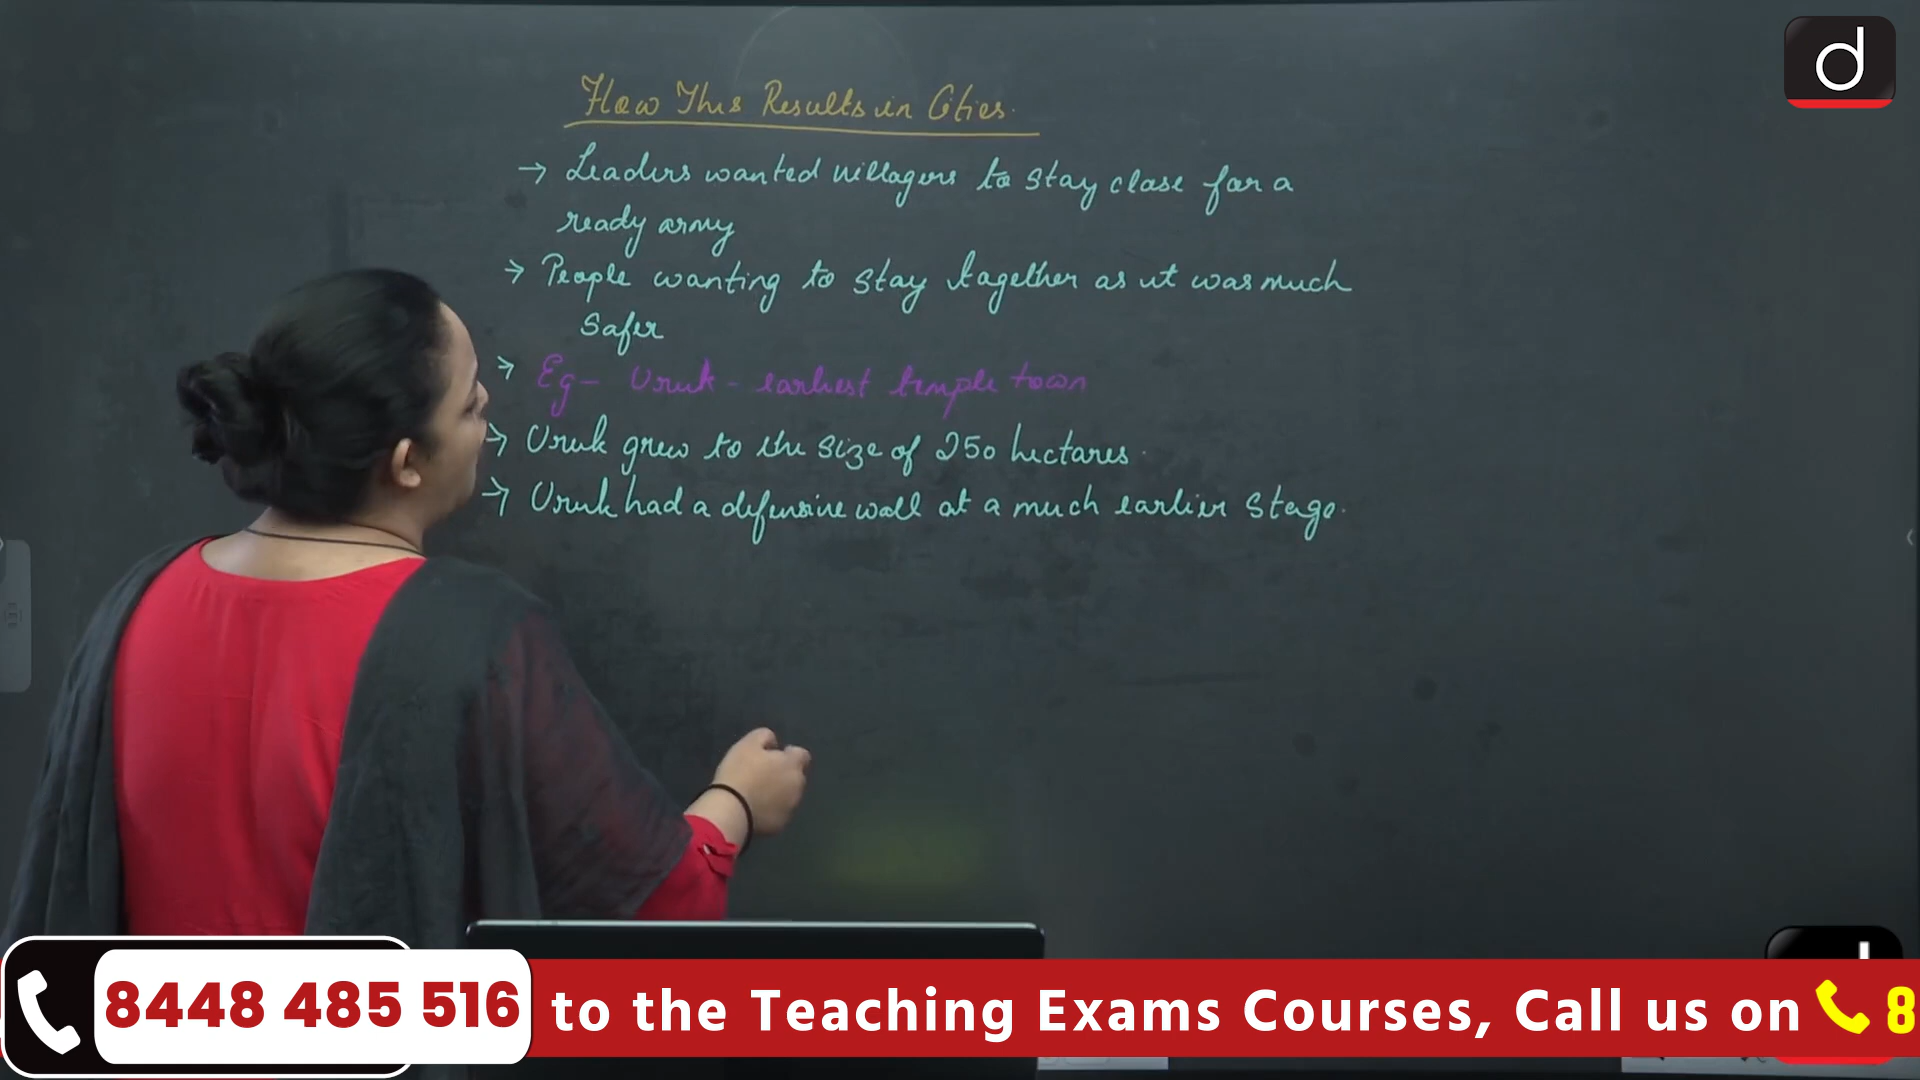 d
How This Results in Cities.
→ Leaders wanted villagers to stay close for a
ready army
→ People wanting to stay together as it was much
safer
→ Eg - Uruk - earliest temple town
→ Uruk grew to the size of 250 hectares.
→ Uruk had a defensive wall at a much earlier stage.
8448 485 516 to the Teaching Exams Courses, Call us on 8